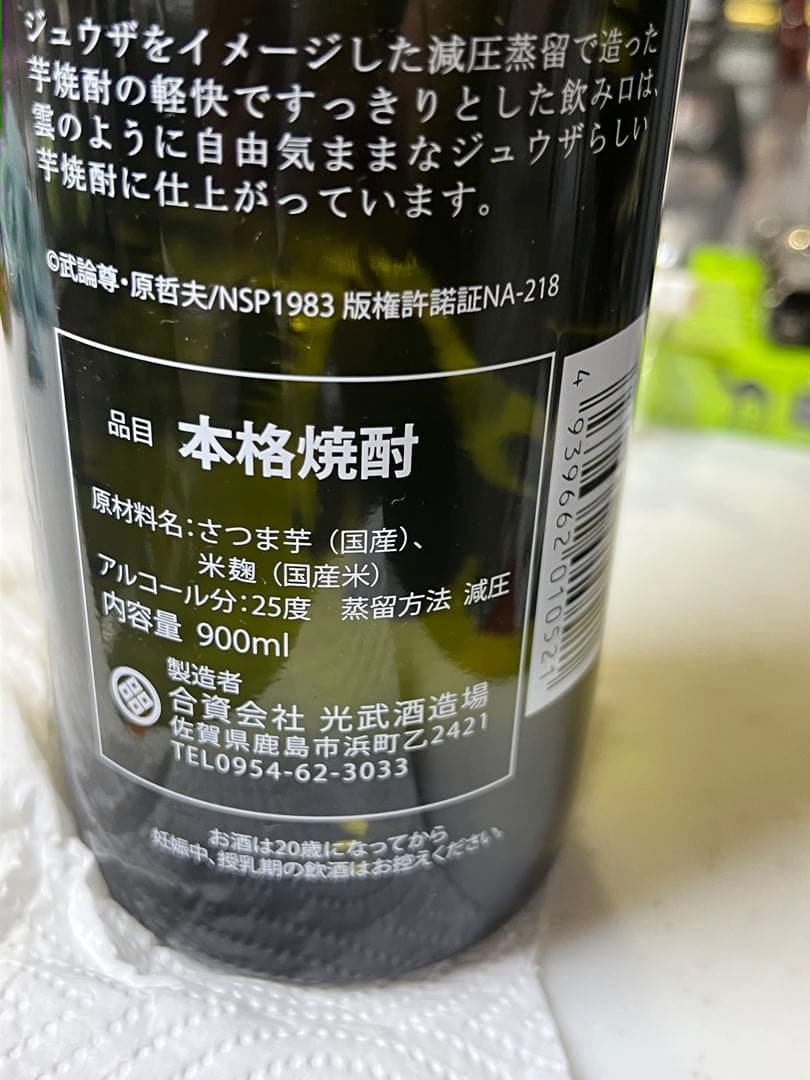 ジュウザをイメージした減圧蒸留で造った
芋焼酎の軽快ですっきりとした飲み口は、
雲のように自由気ままなジュウザらしい
芋焼酎に仕上がっています。
©武論尊・原哲夫/NSP1983 版権許諾証NA-218
品目 本格焼酎
原材料名：さつま芋（国産）、
米麹（国産米）
アルコール分：25度 蒸留方法 減圧
内容量 900ml
製造者
合資会社 光武酒造場
佐賀県鹿島市浜町乙2421
TEL0954-62-3033
お酒は20歳になってから
妊娠中、授乳期の飲酒はお控えください。
4 939662 010521